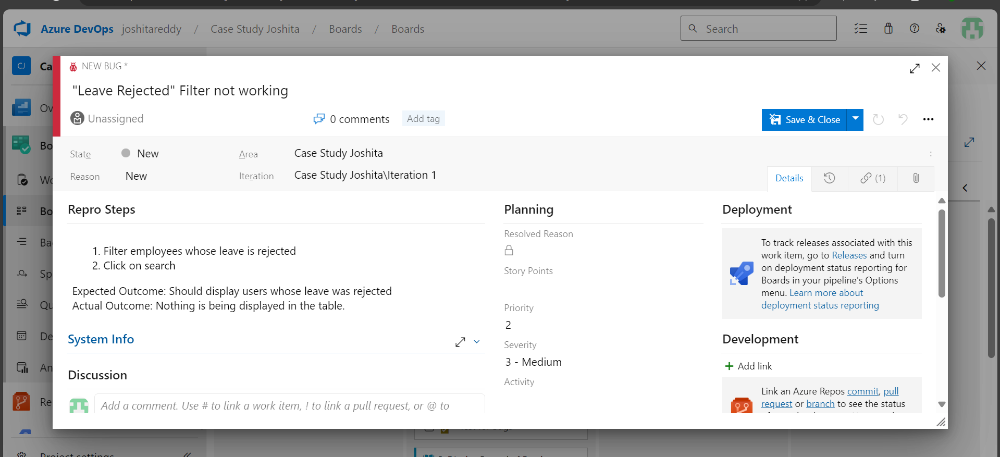 Azure DevOps joshitareddy / Case Study Joshita / Boards / Boards
Search
CJ Ca
NEW BUG *
"Leave Rejected" Filter not working
Unassigned
0 comments
Add tag
Save & Close
State New
Area Case Study Joshita
Reason New
Iteration Case Study Joshita\Iteration 1
Details
(1)
Ov
Bo
Wo
Bo
Ba
Sp
Qu
De
An
Re
Project settings
Repro Steps
1. Filter employees whose leave is rejected
2. Click on search
Expected Outcome: Should display users whose leave was rejected
Actual Outcome: Nothing is being displayed in the table.
System Info
Discussion
Add a comment. Use # to link a work item, ! to link a pull request, or @ to
Planning
Resolved Reason
Story Points
Priority
2
Severity
3 - Medium
Activity
Deployment
To track releases associated with this
work item, go to Releases and turn
on deployment status reporting for
Boards in your pipeline's Options
menu. Learn more about
deployment status reporting
Development
+ Add link
Link an Azure Repos commit, pull
request or branch to see the status